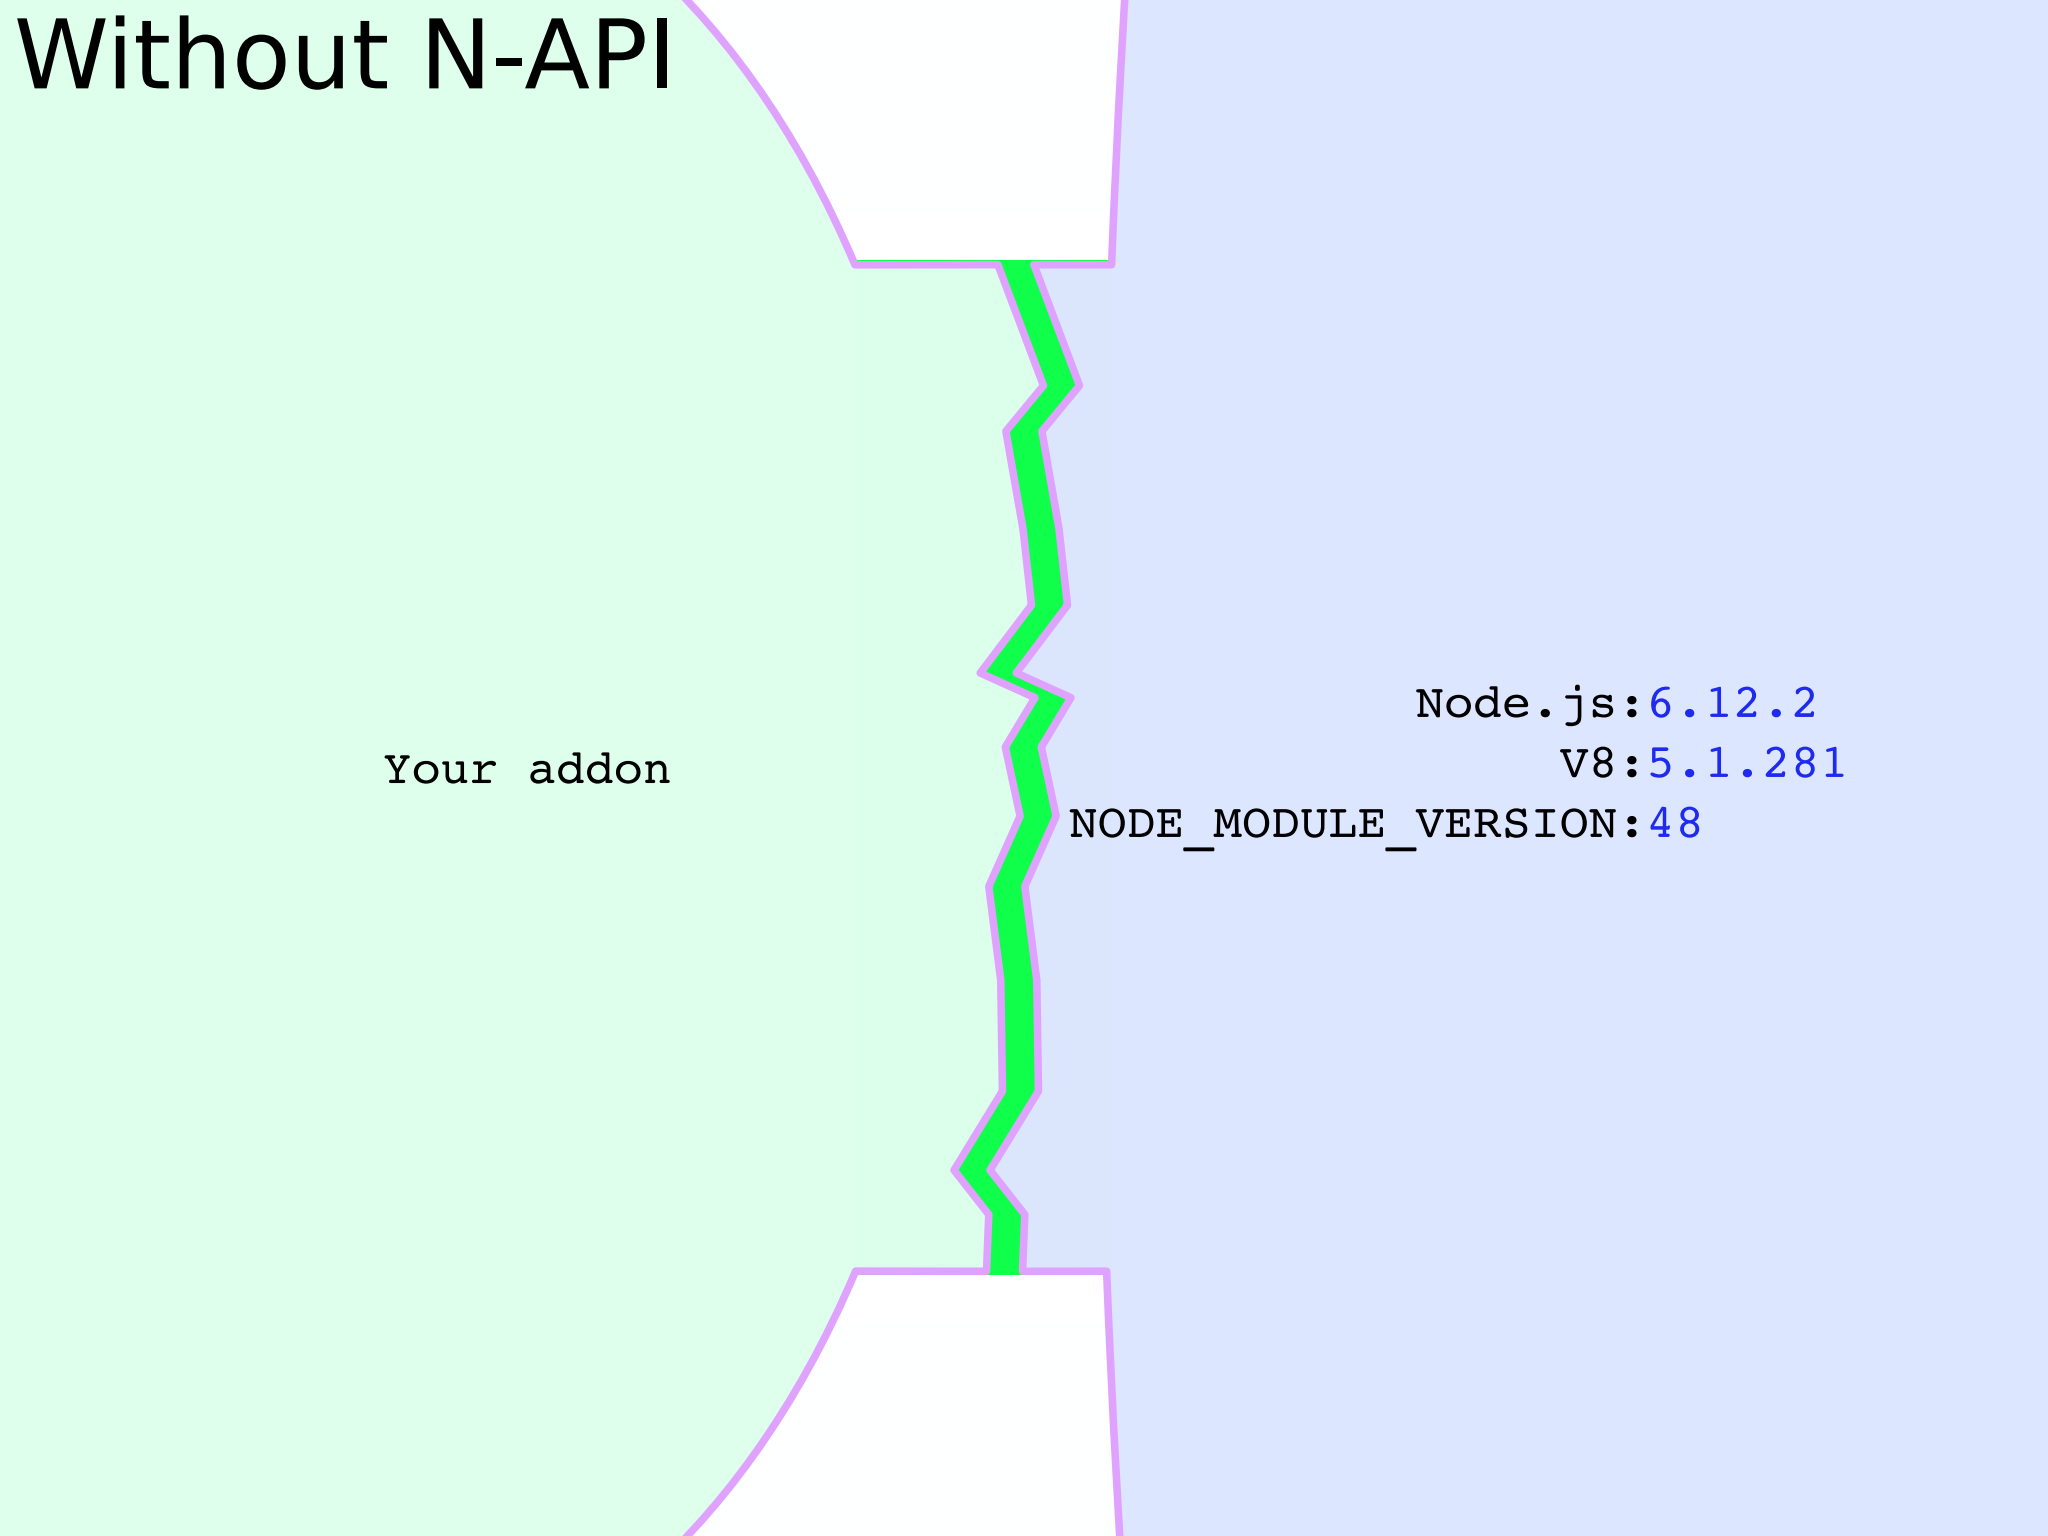 Without N-API
Your addon
Node.js:6.12.2
V8:5.1.281
NODE_MODULE_VERSION:48